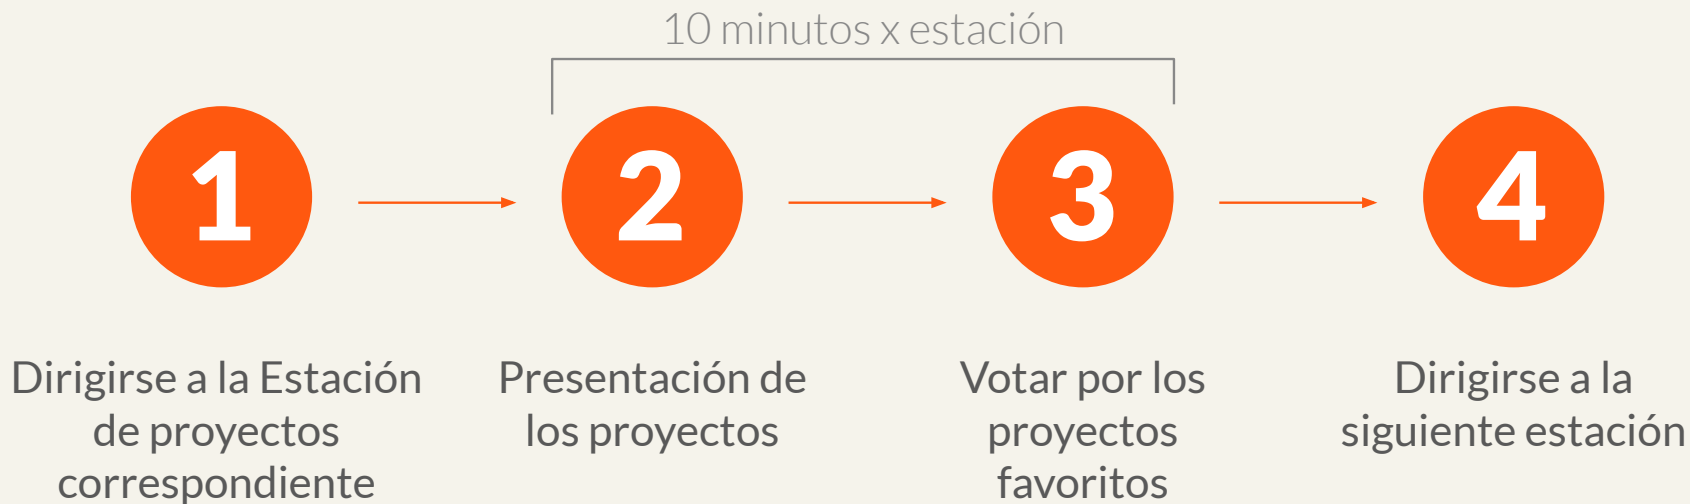 10 minutos x estación
1
2
3
4
Dirigirse a la Estación
de proyectos
correspondiente
Presentación de
los proyectos
Votar por los
proyectos
favoritos
Dirigirse a la
siguiente estación